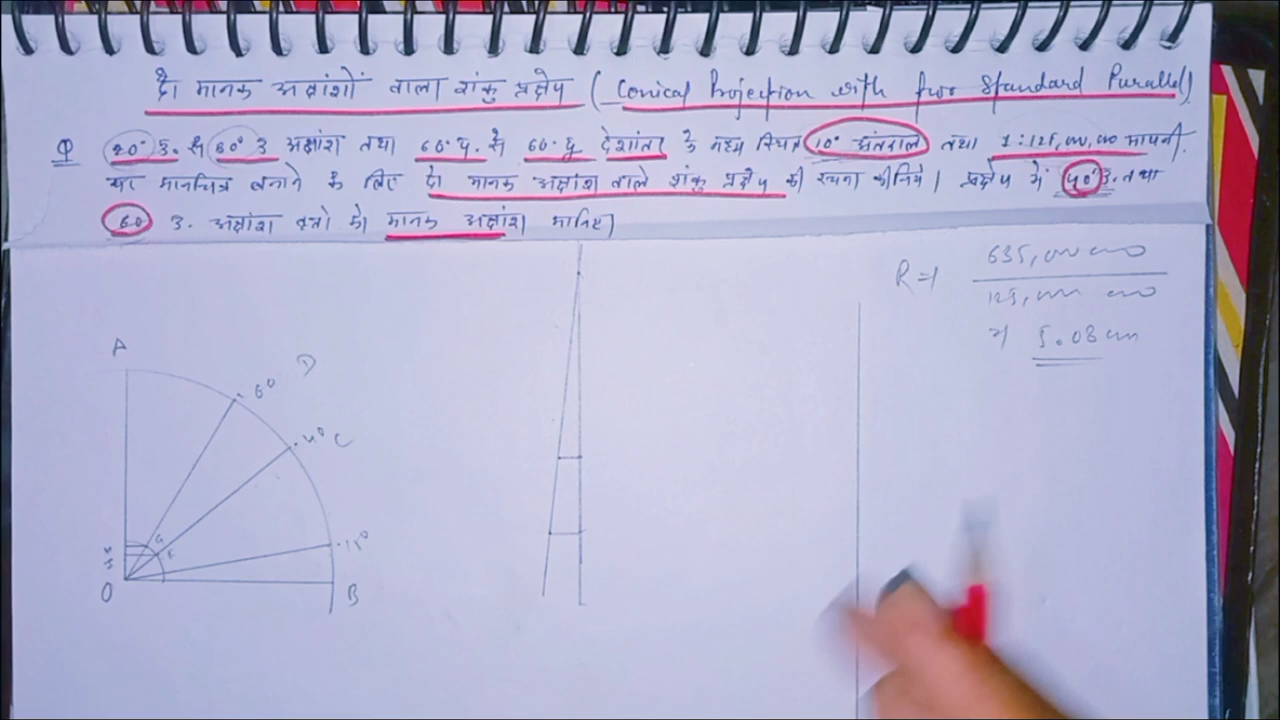 दो मानक अक्षांशों वाला शंकु प्रक्षेप (Conical Projection with two Standard Parallel)
Q 20° उ. से 80° उ अक्षांश तथा 60° प. से 60° पू देशांतर के मध्य स्थित 10° अंतराल तथा 1:125,000,000 मापनी
पर मानचित्र बनाने के लिए दो मानक अक्षांश वाले शंकु प्रक्षेप की रचना कीजिये। प्रक्षेप में 40° उ. तथा
60 उ. अक्षांश वृत्तों को मानक अक्षांश मानिए।
R =) 635,000 000
125,000 000
=) 5.08 cm
A
6° D
4° C
10°
G
E
O
B